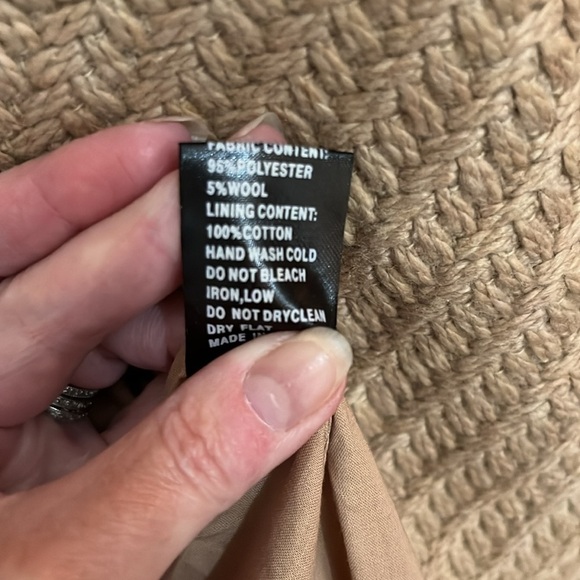 FABRIC CONTENT:
95%POLYESTER
5%WOOL
LINING CONTENT:
100%COTTON
HAND WASH COLD
DO NOT BLEACH
IRON,LOW
DO NOT DRYCLEAN
DRY FLAT
MADE